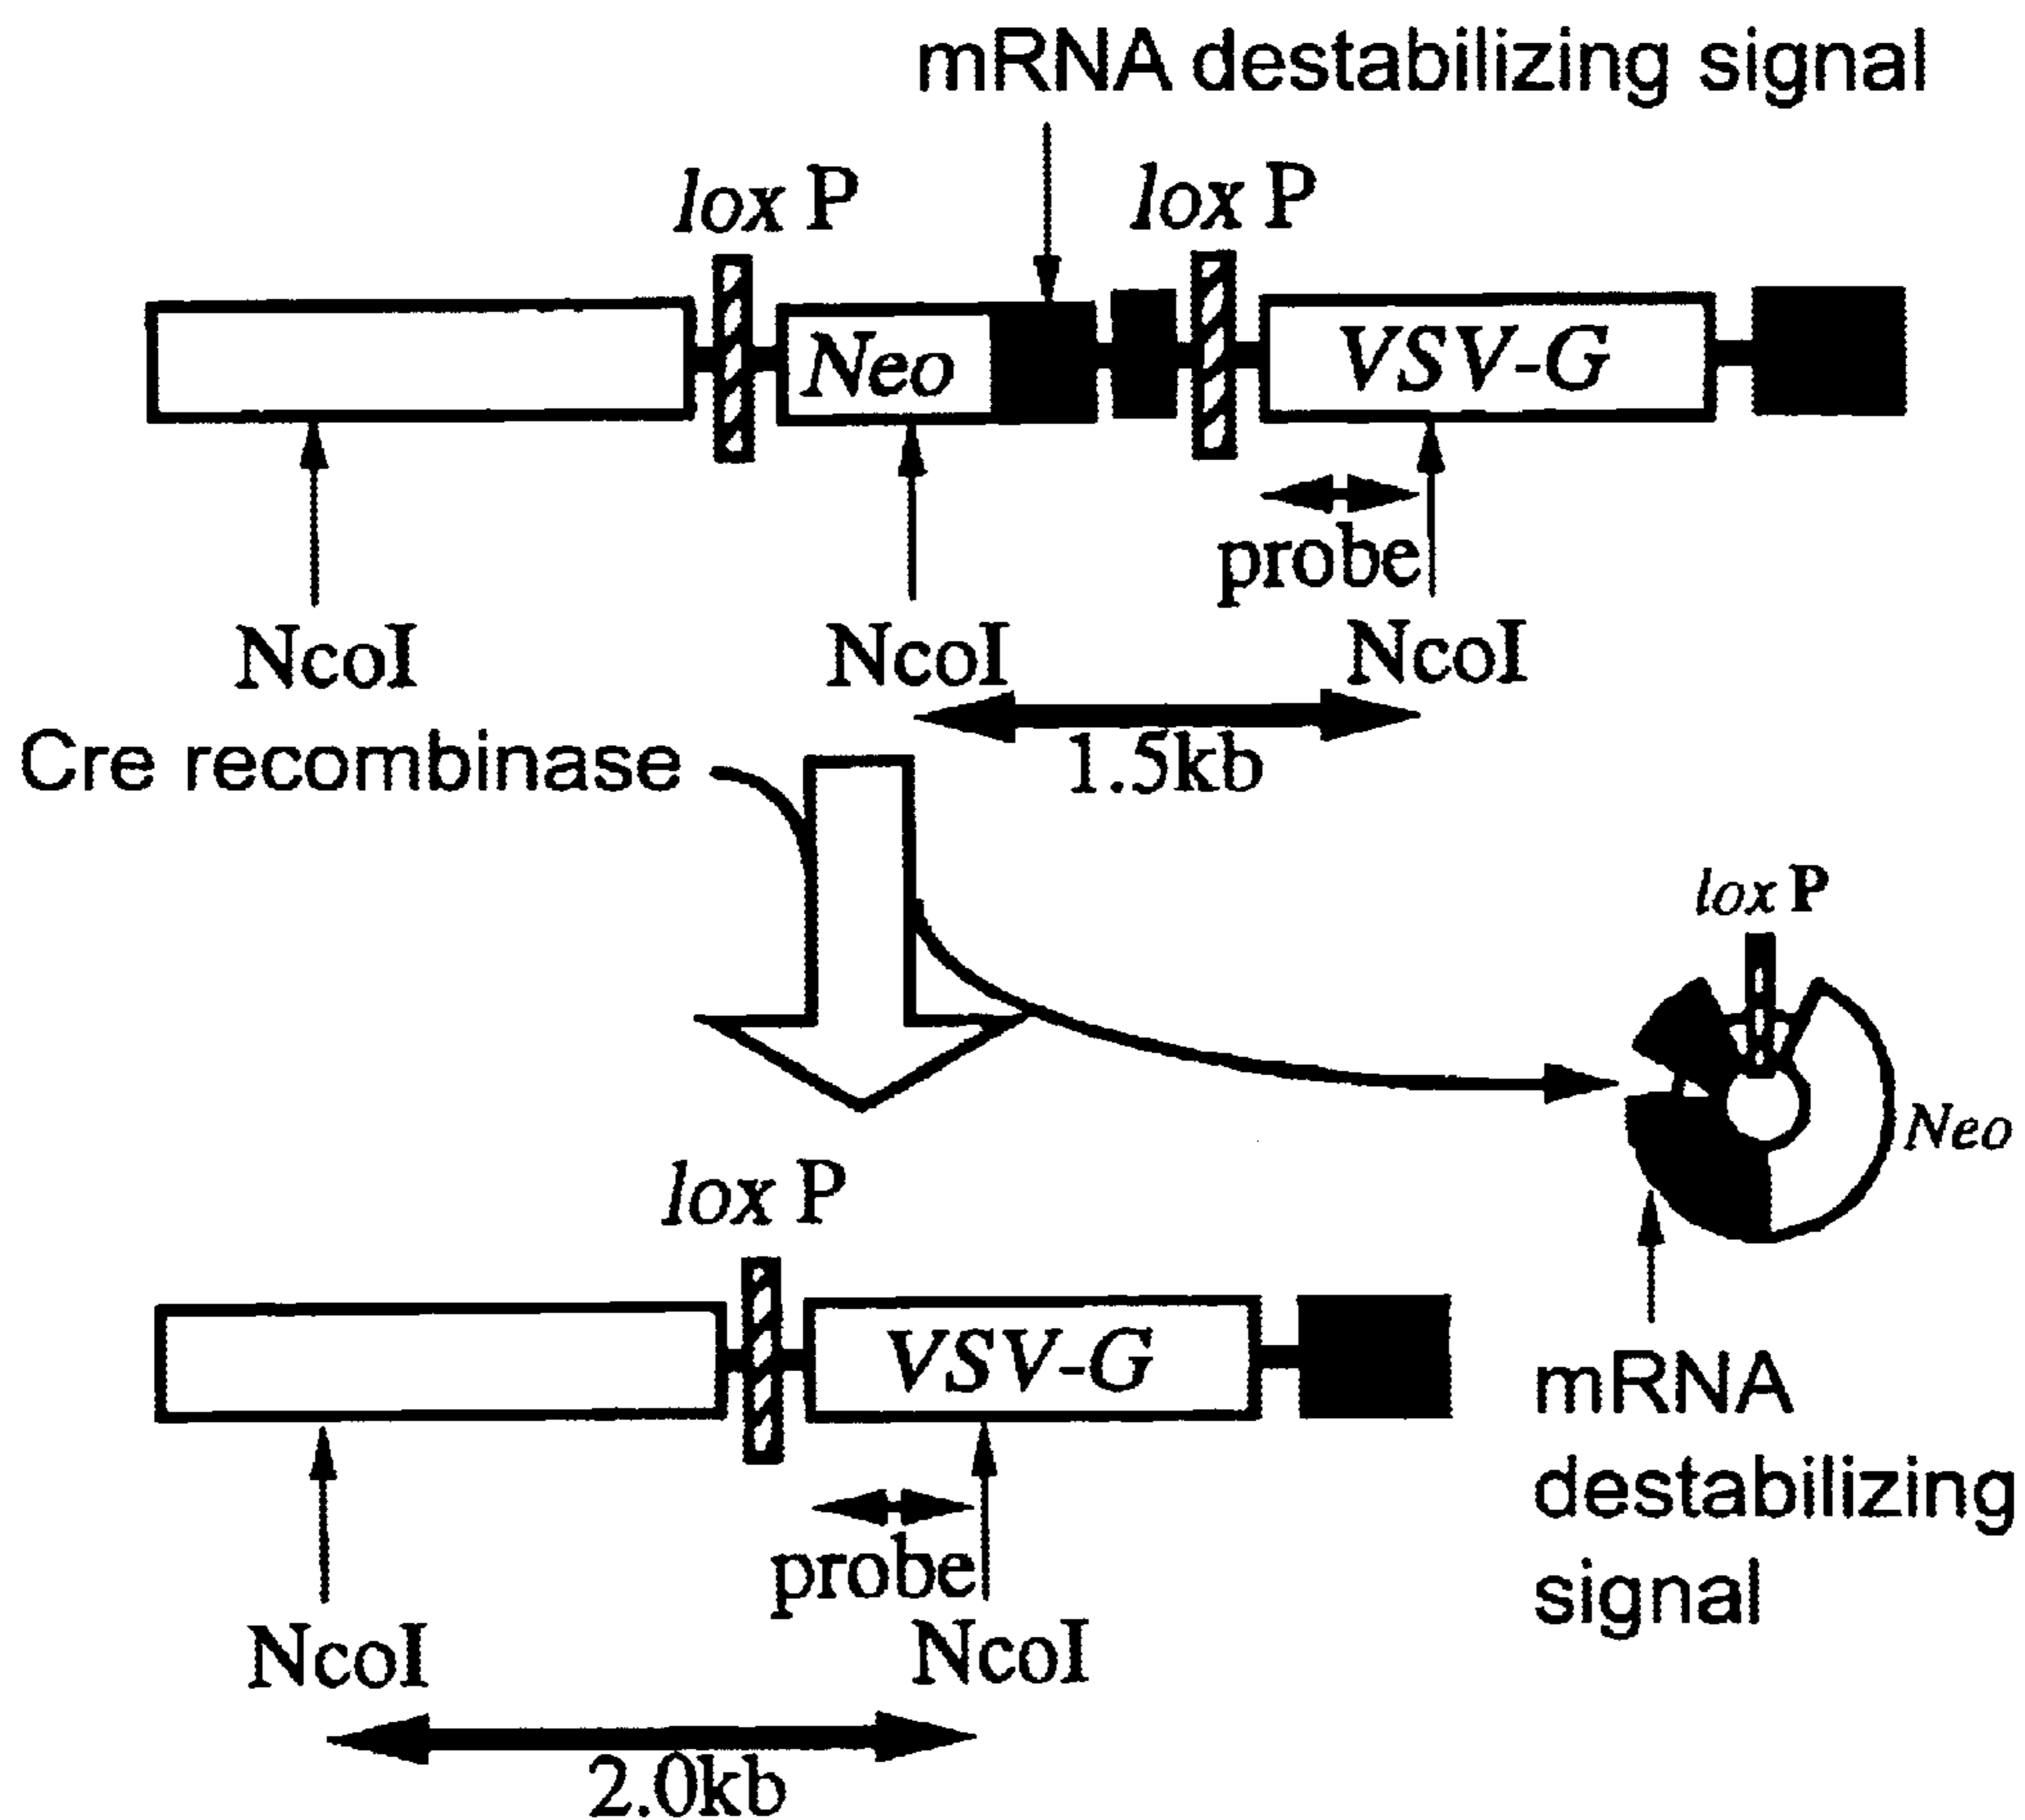 mRNA destabilizing signal
lox P
lox P
Neo
VSV-G
probe
NcoI
NcoI
NcoI
Cre recombinase
1.5kb
lox P
Neo
lox P
VSV-G
mRNA
destabilizing
signal
probe
NcoI
NcoI
2.0kb